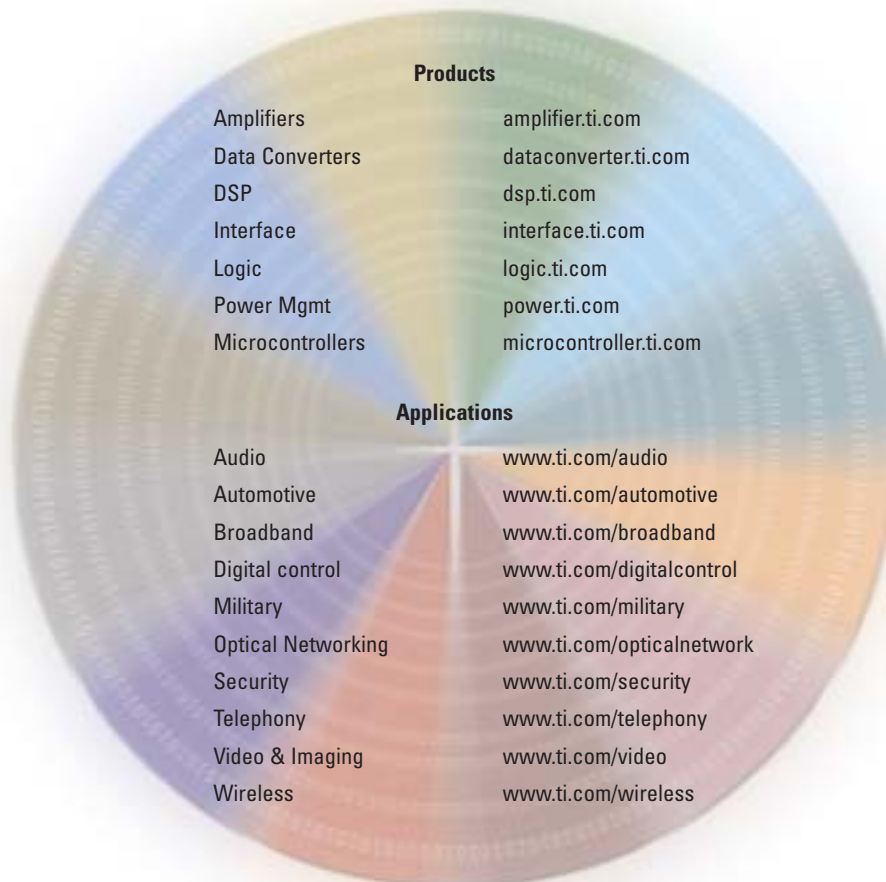 Products
Amplifiers amplifier.ti.com
Data Converters dataconverter.ti.com
DSP dsp.ti.com
Interface interface.ti.com
Logic logic.ti.com
Power Mgmt power.ti.com
Microcontrollers microcontroller.ti.com
Applications
Audio www.ti.com/audio
Automotive www.ti.com/automotive
Broadband www.ti.com/broadband
Digital control www.ti.com/digitalcontrol
Military www.ti.com/military
Optical Networking www.ti.com/opticalnetwork
Security www.ti.com/security
Telephony www.ti.com/telephony
Video & Imaging www.ti.com/video
Wireless www.ti.com/wireless